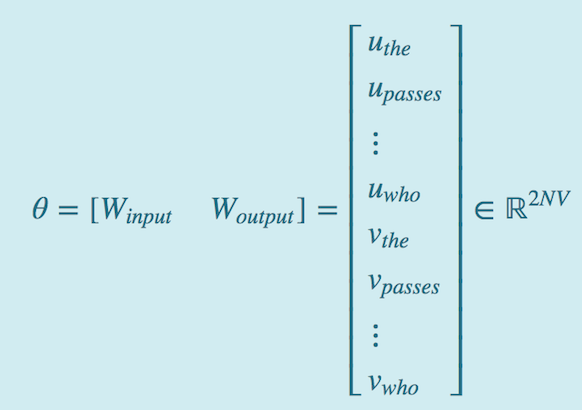 u_the
u_passes
⋮
u_who
θ = [W_input W_output] = ∈ ℝ^2NV
v_the
v_passes
⋮
v_who